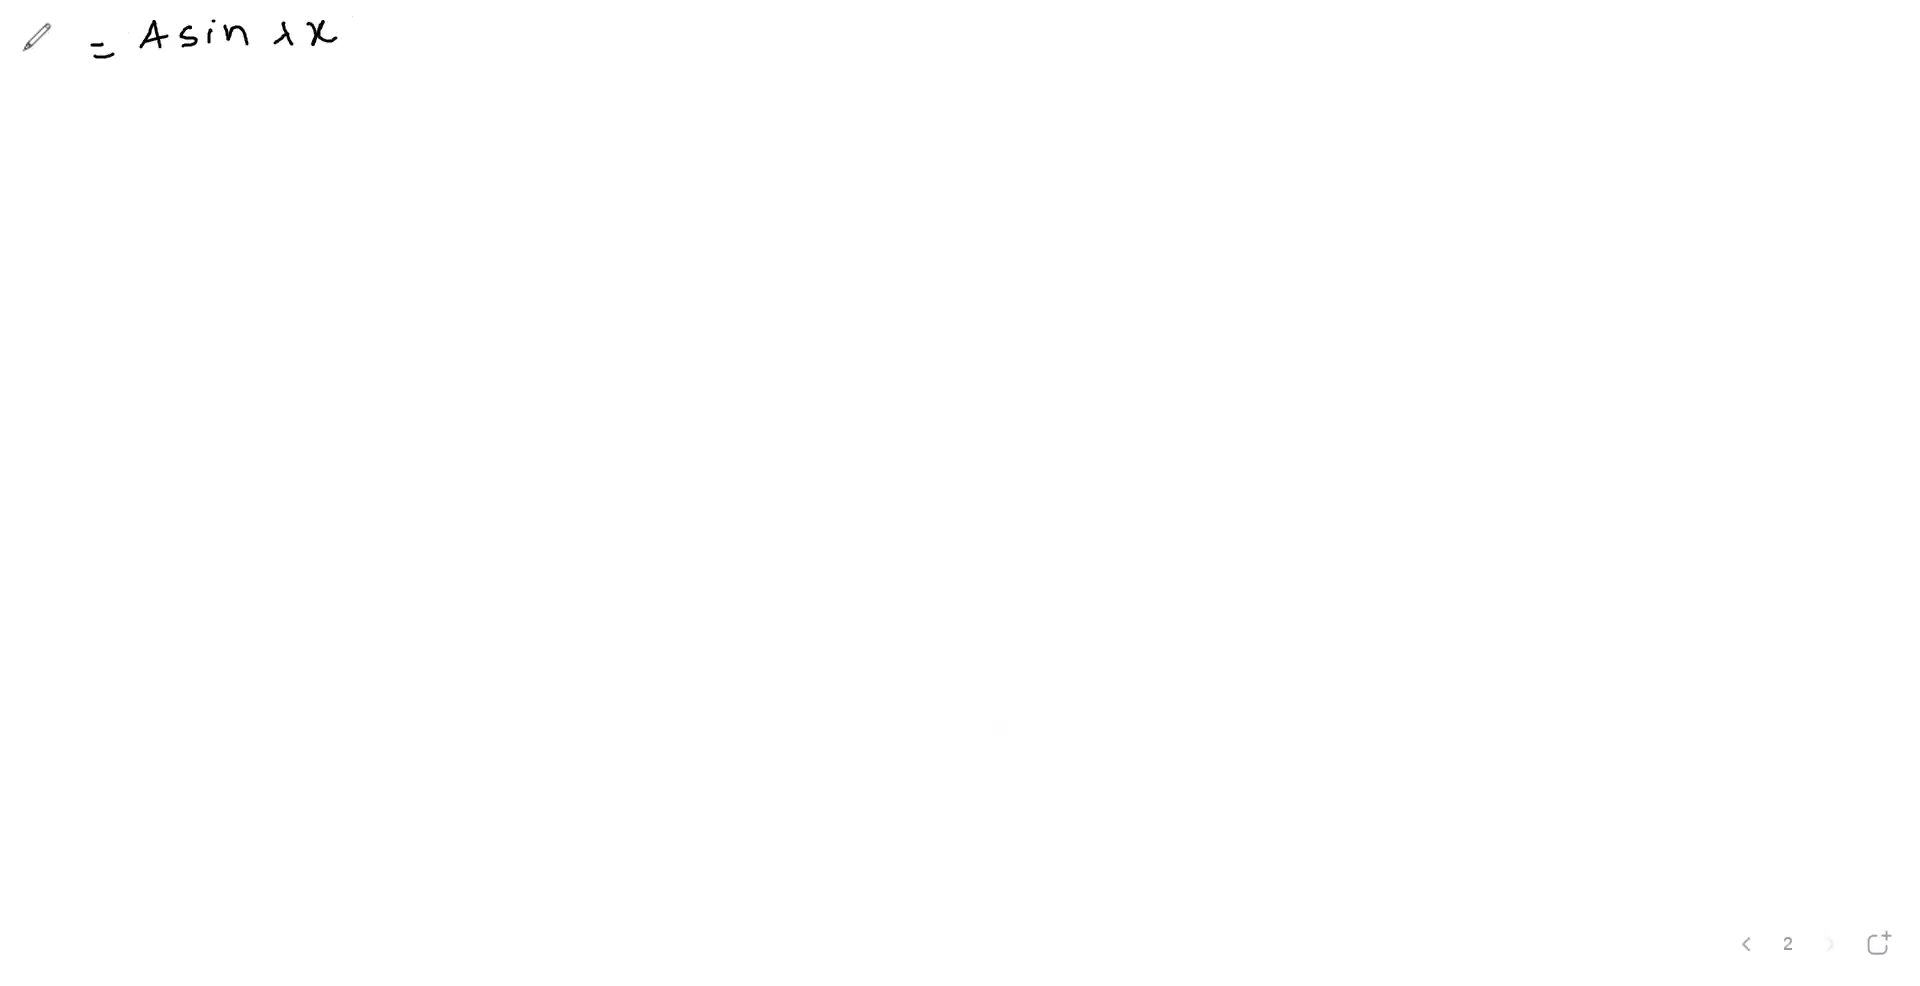 = A sin λx
2